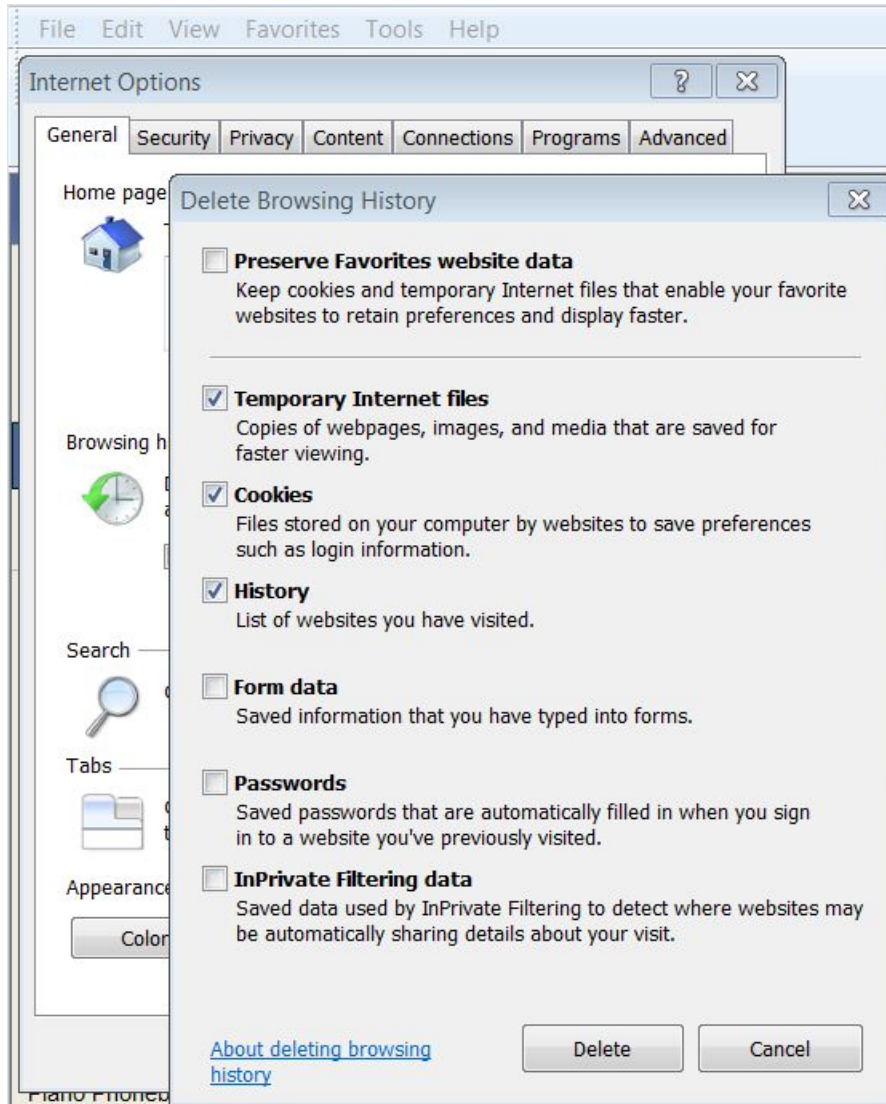 File Edit View Favorites Tools Help
Internet Options
General Security Privacy Content Connections Programs Advanced
Home page
Delete Browsing History
Preserve Favorites website data
Keep cookies and temporary Internet files that enable your favorite
websites to retain preferences and display faster.
Temporary Internet files
Copies of webpages, images, and media that are saved for
faster viewing.
Browsing h
Cookies
Files stored on your computer by websites to save preferences
such as login information.
History
List of websites you have visited.
Search
Form data
Saved information that you have typed into forms.
Tabs
Passwords
Saved passwords that are automatically filled in when you sign
in to a website you've previously visited.
InPrivate Filtering data
Appearance
Saved data used by InPrivate Filtering to detect where websites may
be automatically sharing details about your visit.
Color
About deleting browsing
history
Delete
Cancel